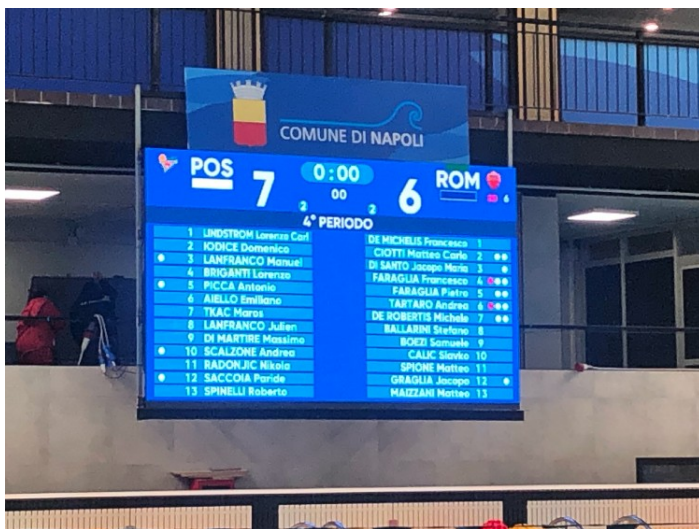 COMUNE DI NAPOLI
POS 7 0:00 6 ROM
00 6
2 2
4° PERIODO
1 LINDSTROM Lorenzo Carl DE MICHELIS Francesco 1
2 IODICE Domenico CIOTTI Matteo Carlo 2
3 LANFRANCO Manuel DI SANTO Jacopo Maria 3
4 BRIGANTI Lorenzo FARAGLIA Francesco 4
5 PICCA Antonio FARAGLIA Pietro 5
6 AIELLO Emiliano TARTARO Andrea 6
7 TKAC Maros DE ROBERTIS Michele 7
8 LANFRANCO Julien BALLARINI Stefano 8
9 DI MARTIRE Massimo BOEZI Samuele 9
10 SCALZONE Andrea CALIC Slavko 10
11 RADONJIC Nikola SPIONE Matteo 11
12 SACCOIA Paride GRAGLIA Jacopo 12
13 SPINELLI Roberto MAIZZANI Matteo 13